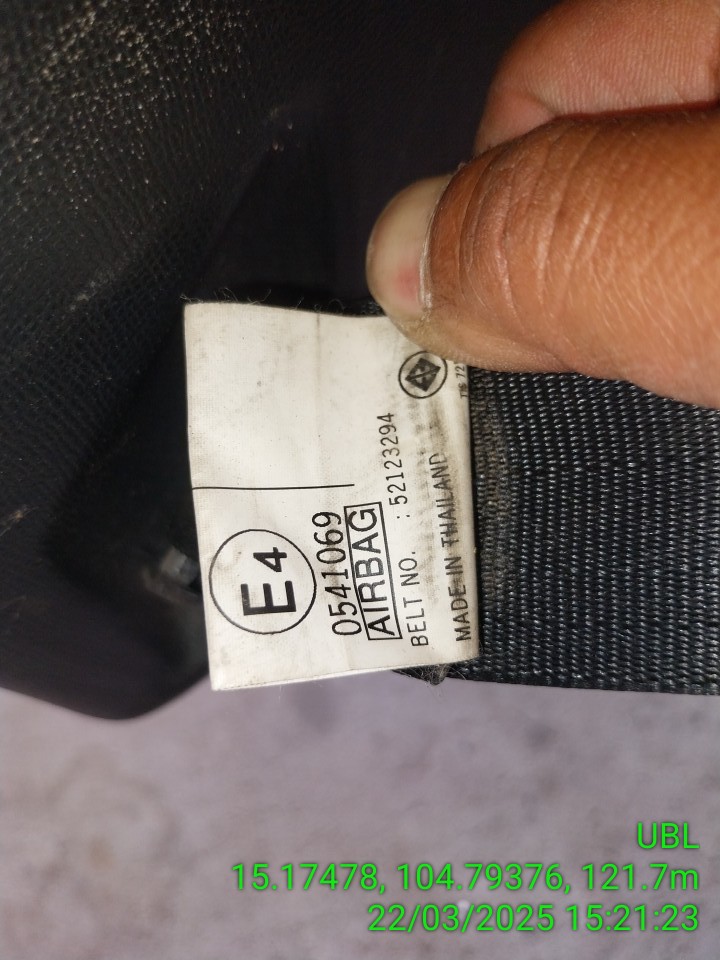 E4
0541069
AIRBAG
BELT NO. : 52123294
MADE IN THAILAND
UBL
15.17478, 104.79376, 121.7m
22/03/2025 15:21:23